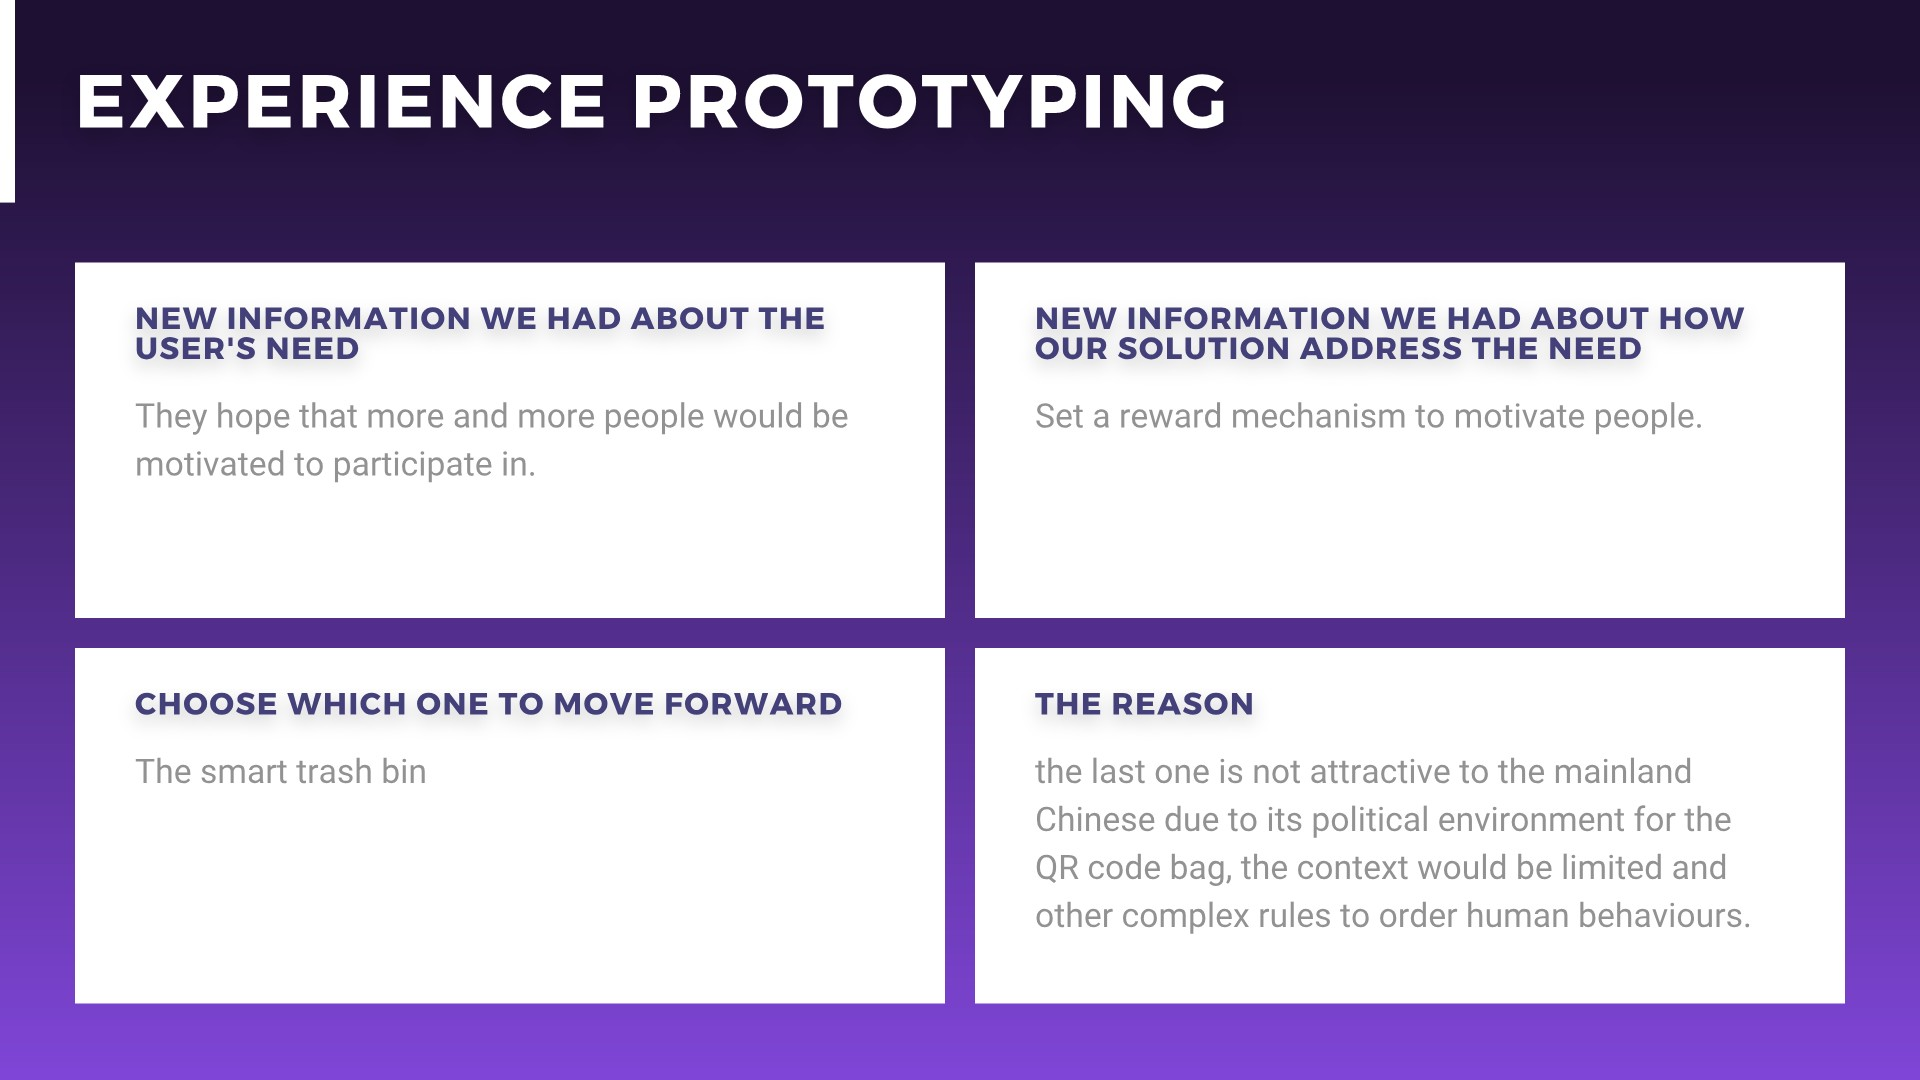 EXPERIENCE PROTOTYPING
NEW INFORMATION WE HAD ABOUT THE
USER'S NEED
They hope that more and more people would be
motivated to participate in.
NEW INFORMATION WE HAD ABOUT HOW
OUR SOLUTION ADDRESS THE NEED
Set a reward mechanism to motivate people.
CHOOSE WHICH ONE TO MOVE FORWARD
The smart trash bin
THE REASON
the last one is not attractive to the mainland
Chinese due to its political environment for the
QR code bag, the context would be limited and
other complex rules to order human behaviours.